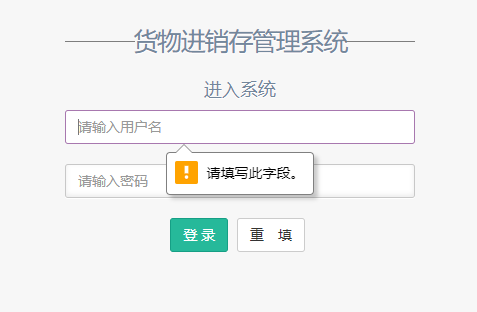 货物进销存管理系统
进入系统
请输入用户名
请填写此字段。
请输入密码
登录
重 填